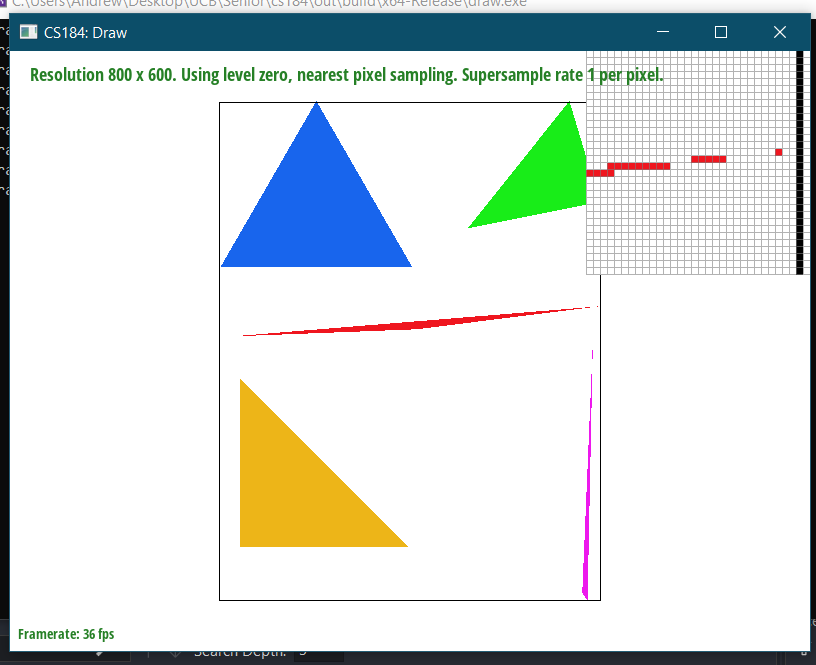 C:\Users\Andrew\Desktop\UCB\Senior\cs184\out\build\x64-Release\draw.exe
CS184: Draw
Resolution 800 x 600. Using level zero, nearest pixel sampling. Supersample rate 1 per pixel.
Framerate: 36 fps
Search Depth: